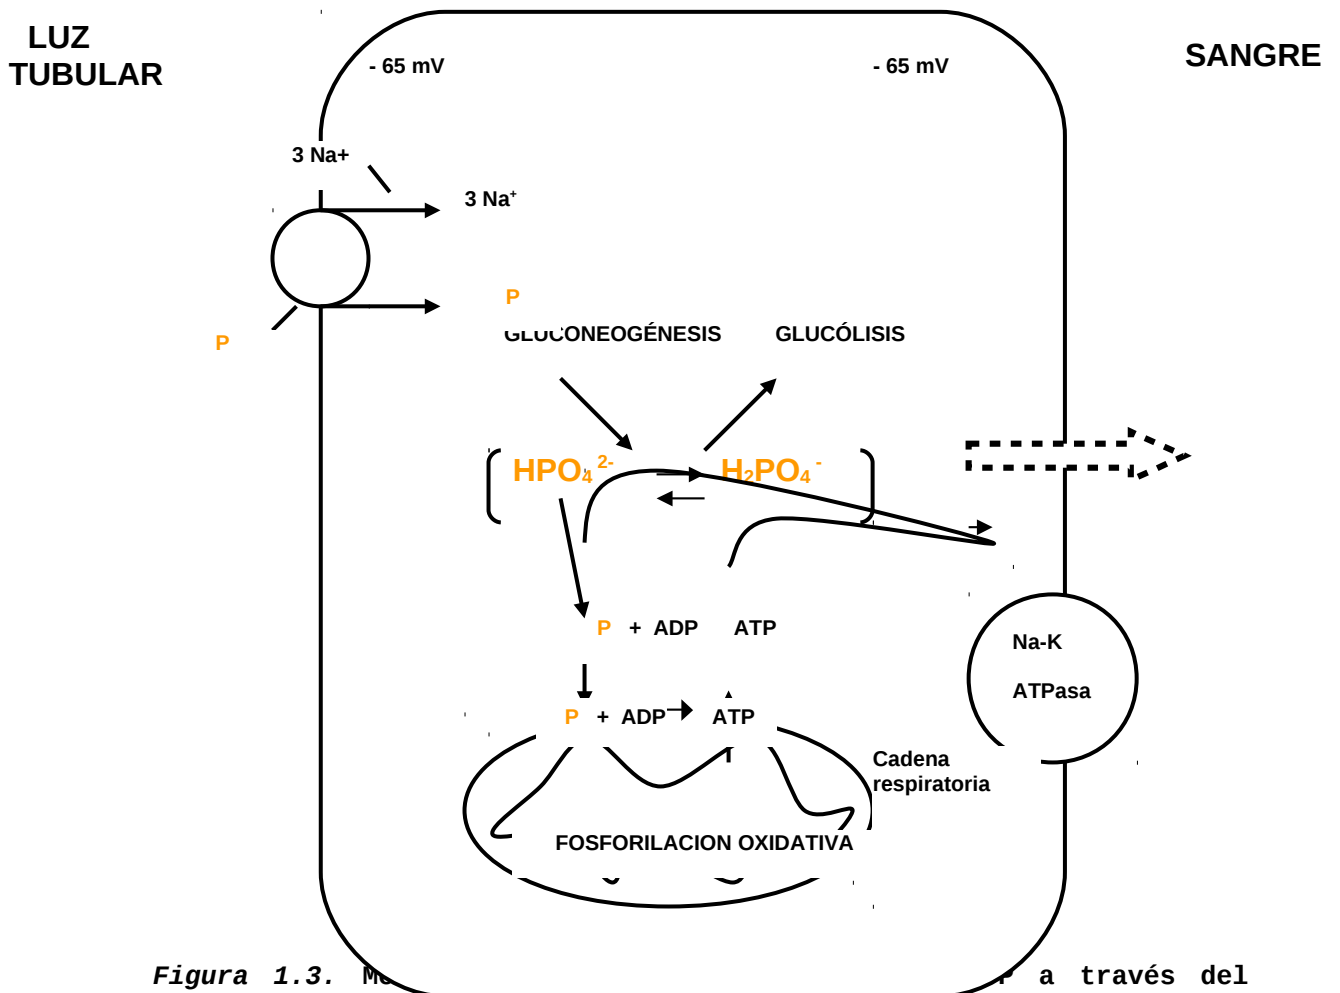 LUZ
TUBULAR
SANGRE
- 65 mV
- 65 mV
3 Na+
3 Na⁺
P
P
GLUCONEOGÉNESIS
GLUCÓLISIS
HPO₄ ²⁻
H₂PO₄ ⁻
P + ADP ATP
Na-K
ATPasa
P + ADP ATP
Cadena
respiratoria
FOSFORILACION OXIDATIVA
Figura 1.3. P a través del